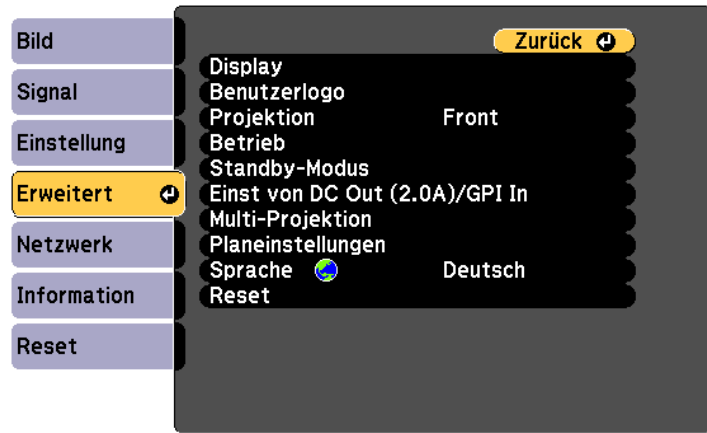 Bild
Signal
Einstellung
Erweitert
Netzwerk
Information
Reset
Zurück
Display
Benutzerlogo
Projektion Front
Betrieb
Standby-Modus
Einst von DC Out (2.0A)/GPI In
Multi-Projektion
Planeinstellungen
Sprache Deutsch
Reset